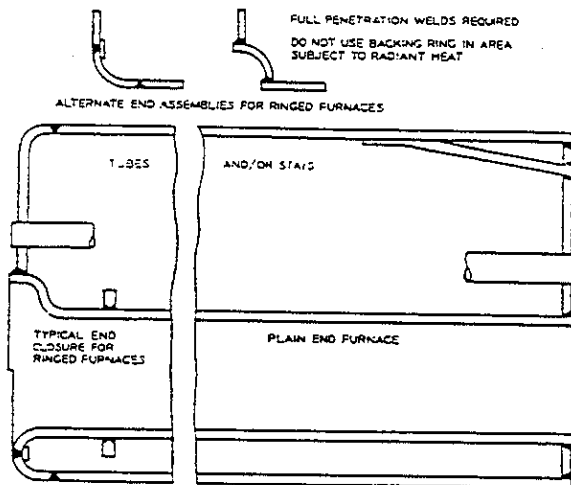 FULL PENETRATION WELDS REQUIRED
DO NOT USE BACKING RING IN AREA
SUBJECT TO RADIANT HEAT
ALTERNATE END ASSEMBLIES FOR RINGED FURNACES
TUBES AND/OR STAYS
TYPICAL END
CLOSURE FOR
RINGED FURNACES
PLAIN END FURNACE